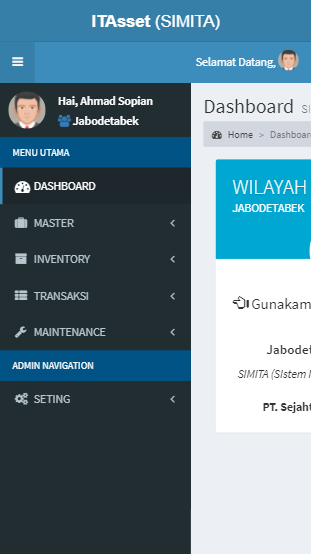 ITAsset (SIMITA)
Selamat Datang,
Hai, Ahmad Sopian
Jabodetabek
MENU UTAMA
DASHBOARD
MASTER
INVENTORY
TRANSAKSI
MAINTENANCE
ADMIN NAVIGATION
SETING
Dashboard SI
Home > Dashboar
WILAYAH
JABODETABEK
Gunakam
Jabodet
SIMITA (SIstem
PT. Sejaht